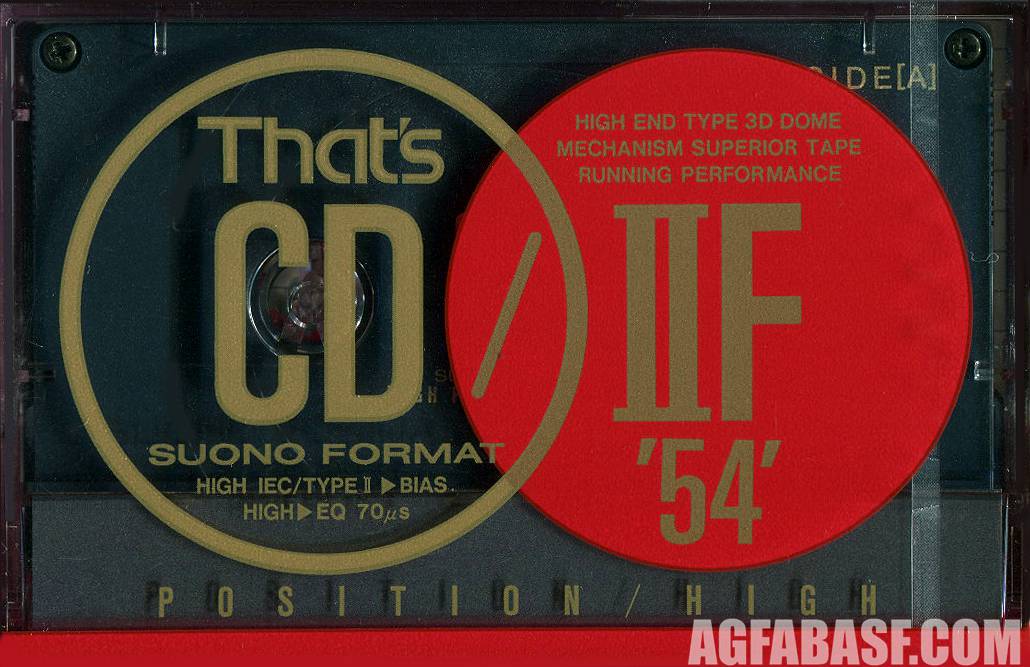 That's
CD/IIF
'54'
SUONO FORMAT
HIGH IEC/TYPE II ▶ BIAS.
HIGH ▶ EQ 70µs
HIGH END TYPE 3D DOME
MECHANISM SUPERIOR TAPE
RUNNING PERFORMANCE
SIDE[A]
POSITION/HIGH
AGFABASF.COM